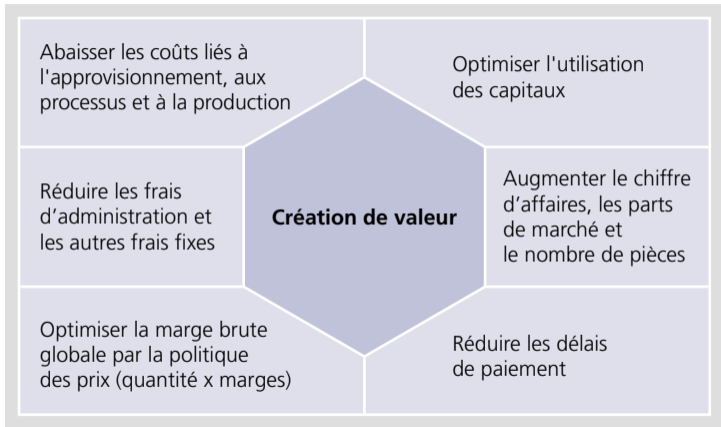 Abaisser les coûts liés à
l'approvisionnement, aux
processus et à la production
Optimiser l'utilisation
des capitaux
Réduire les frais
d’administration et
les autres frais fixes
Création de valeur
Augmenter le chiffre
d’affaires, les parts
de marché et
le nombre de pièces
Optimiser la marge brute
globale par la politique
des prix (quantité x marges)
Réduire les délais
de paiement